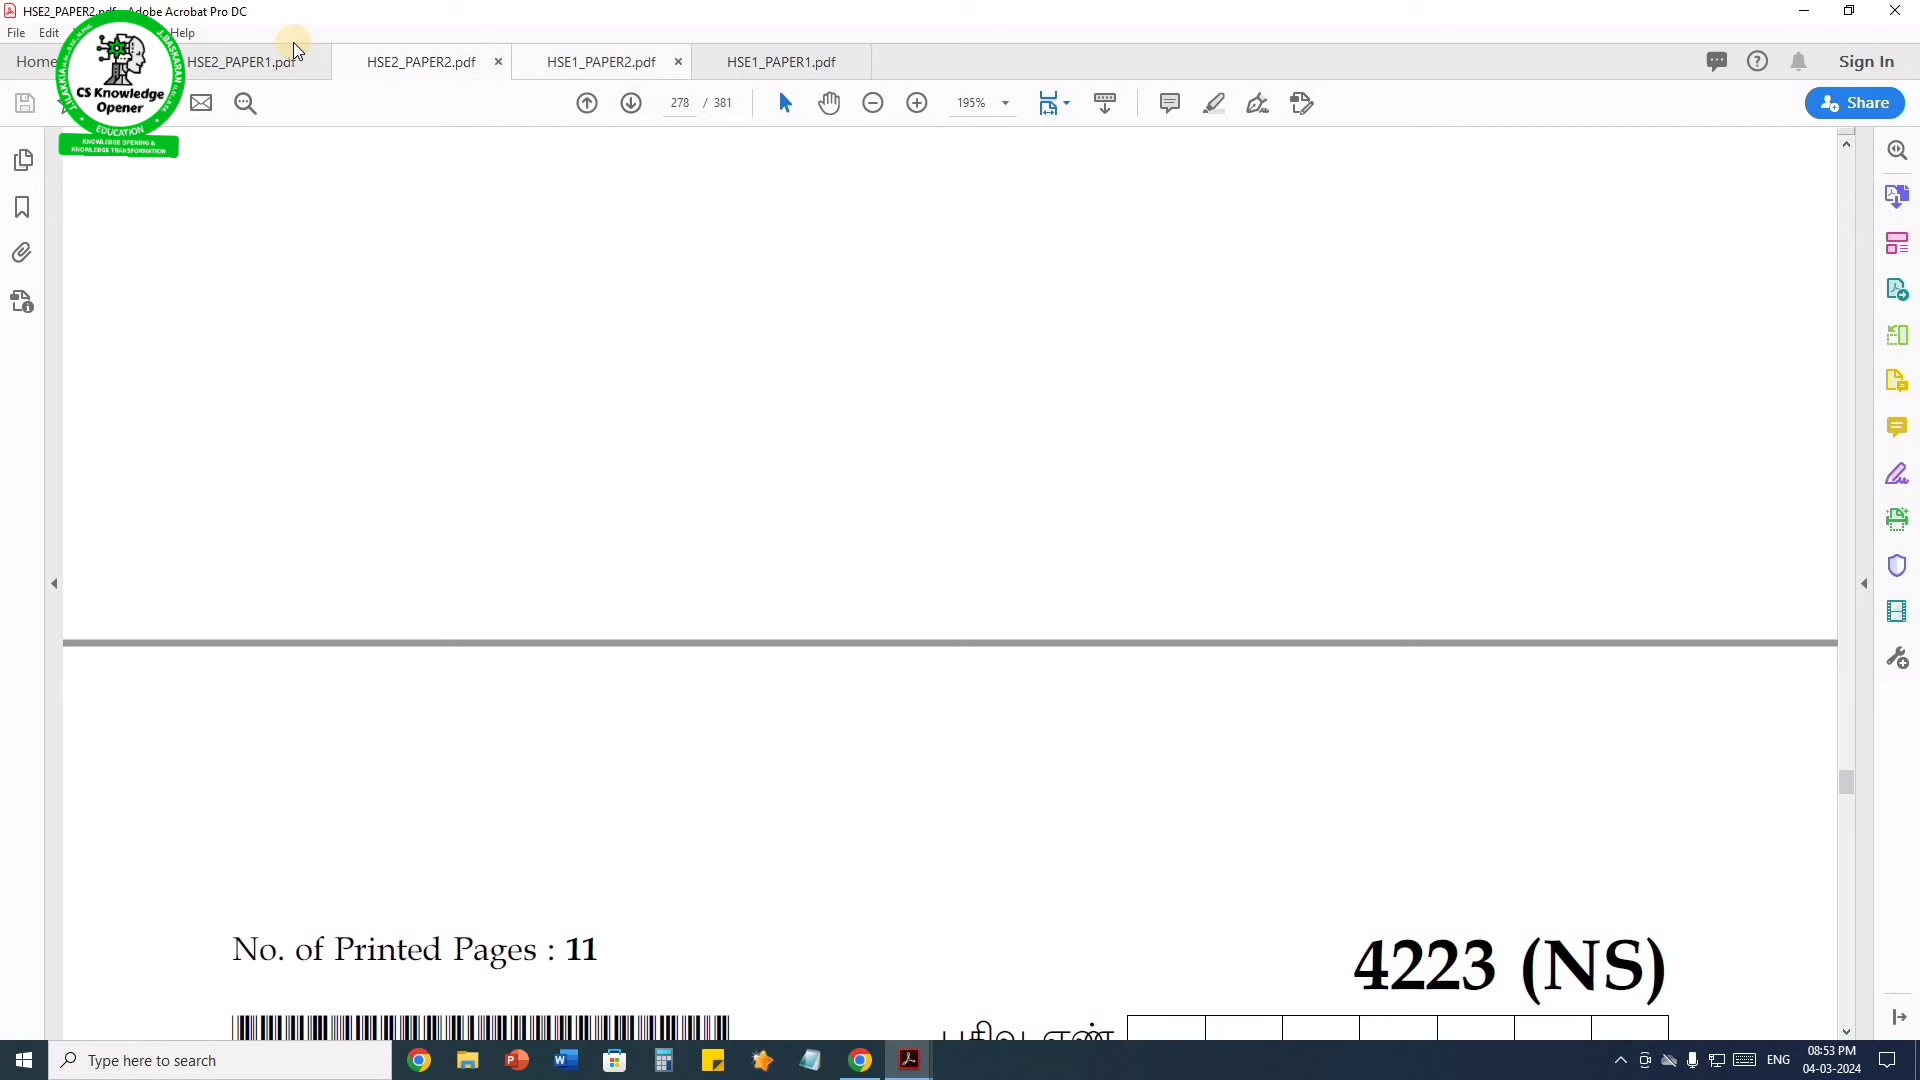 HSE2_PAPER2.pdf - Adobe Acrobat Pro DC
File Edit Help
Home HSE2_PAPER1.pdf HSE2_PAPER2.pdf HSE1_PAPER2.pdf HSE1_PAPER1.pdf Sign In
278 / 381 195% Share
J.ILAKKIA J.BASKARAN
CS Knowledge
Opener
EDUCATION
KNOWLEDGE OPENING &
KNOWLEDGE TRANSFORMATION
No. of Printed Pages : 11
4223 (NS)
Type here to search
ENG 08:53 PM
04-03-2024